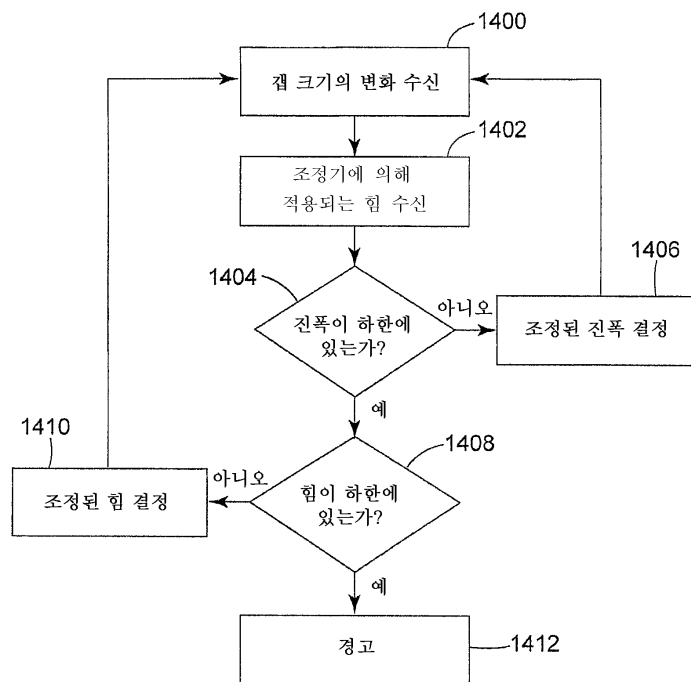 1400
갭 크기의 변화 수신
1402
조정기에 의해
적용되는 힘 수신
1404
진폭이 하한에
있는가?
아니오
1406
조정된 진폭 결정
예
1408
힘이 하한에
있는가?
아니오
1410
조정된 힘 결정
예
경고
1412